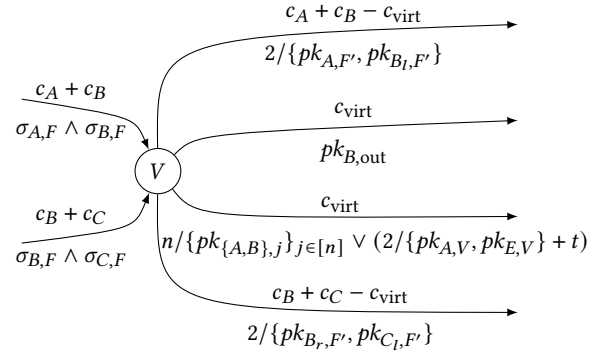 c_A + c_B − c_virt
2/{pk_{A,F′}, pk_{B_l,F′}}
c_A + c_B
σ_{A,F} ∧ σ_{B,F}
c_virt
pk_{B,out}
V
c_virt
n/{pk_{{A,B},j}}_{j∈[n]} ∨ (2/{pk_{A,V}, pk_{E,V}} + t)
c_B + c_C
σ_{B,F} ∧ σ_{C,F}
c_B + c_C − c_virt
2/{pk_{B_r,F′}, pk_{C_l,F′}}